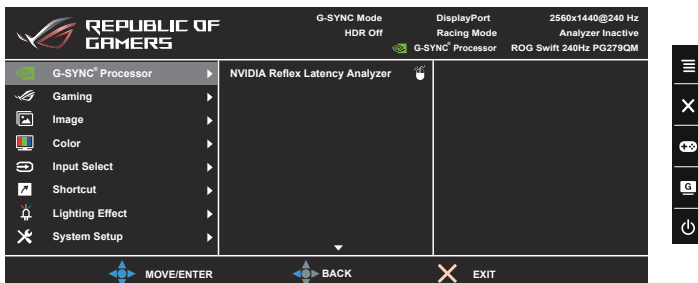 REPUBLIC OF
GAMERS
G-SYNC Mode
HDR Off
DisplayPort
Racing Mode
G-SYNC® Processor
2560x1440@240 Hz
Analyzer Inactive
ROG Swift 240Hz PG279QM
G-SYNC® Processor
NVIDIA Reflex Latency Analyzer
Gaming
Image
Color
Input Select
Shortcut
Lighting Effect
System Setup
MOVE/ENTER
BACK
EXIT
G